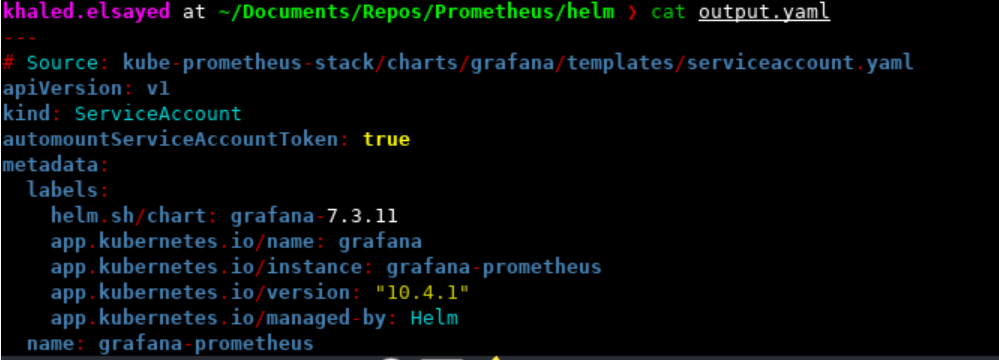 khaled.elsayed at ~/Documents/Repos/Prometheus/helm ❯ cat output.yaml
---
# Source: kube-prometheus-stack/charts/grafana/templates/serviceaccount.yaml
apiVersion: v1
kind: ServiceAccount
automountServiceAccountToken: true
metadata:
  labels:
    helm.sh/chart: grafana-7.3.11
    app.kubernetes.io/name: grafana
    app.kubernetes.io/instance: grafana-prometheus
    app.kubernetes.io/version: "10.4.1"
    app.kubernetes.io/managed-by: Helm
  name: grafana-prometheus